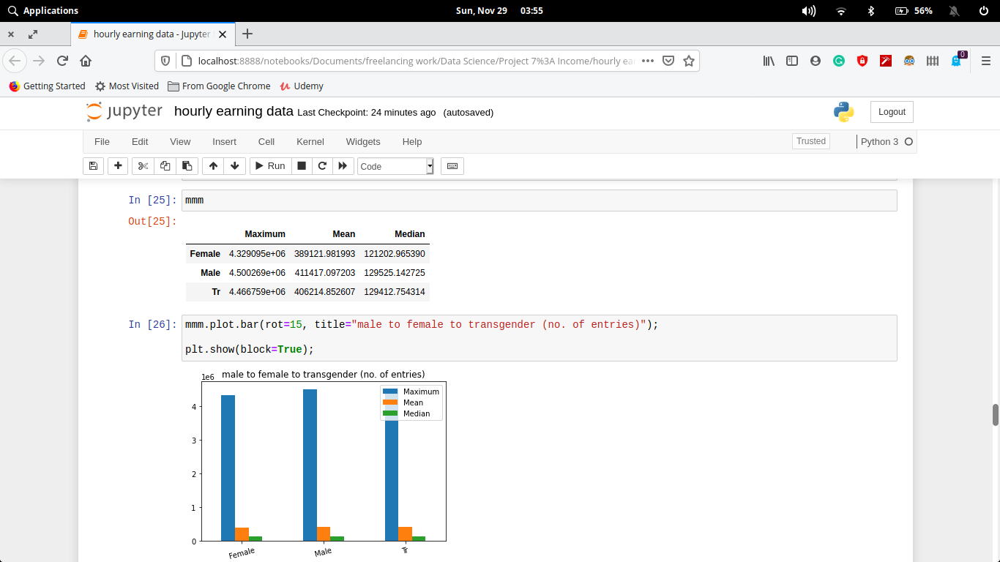 Applications
Sun, Nov 29 03:55
56%
hourly earning data - Jupyter
localhost:8888/notebooks/Documents/freelancing work/Data Science/Project 7%3A Income/hourly ea
0
Getting Started Most Visited From Google Chrome Udemy
jupyter hourly earning data Last Checkpoint: 24 minutes ago (autosaved)
Logout
File Edit View Insert Cell Kernel Widgets Help
Trusted Python 3
Run Code
In [25]: mmm
Out[25]:
Maximum Mean Median
Female 4.329095e+06 389121.981993 121202.965390
Male 4.500269e+06 411417.097203 129525.142725
Tr 4.466759e+06 406214.852607 129412.754314
In [26]: mmm.plot.bar(rot=15, title="male to female to transgender (no. of entries)");
plt.show(block=True);
1e6 male to female to transgender (no. of entries)
Maximum
Mean
Median
4
3
2
1
0
Female Male Tr